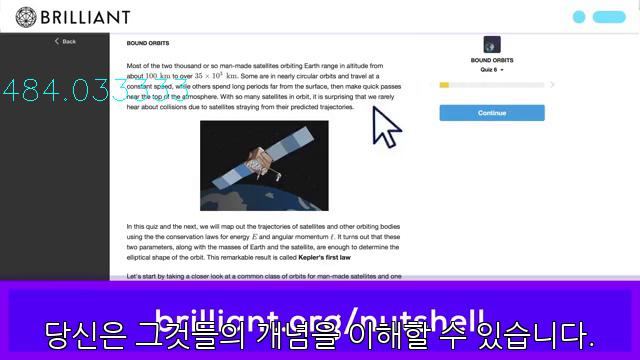 BRILLIANT
Back
BOUND ORBITS
Most of the two thousand or so man-made satellites orbiting Earth range in altitude from
about 100 km to over 35 × 10³ km. Some are in nearly circular orbits and travel at a
constant speed, while others spend long periods far from the surface, then make quick passes
near the top of the atmosphere. With so many satellites in orbit, it is surprising that we rarely
hear about collisions due to satellites straying from their predicted trajectories.
484.033333
In this quiz and the next, we will map out the trajectories of satellites and other orbiting bodies
using the the conservation laws for energy E and angular momentum ℓ. It turns out that these
two parameters, along with the masses of Earth and the satellite, are enough to determine the
elliptical shape of the orbit. This remarkable result is called Kepler's first law
Let's start by taking a closer look at a common class of orbits for man-made satellites and one
BOUND ORBITS
Quiz 6
Continue
brilliant.org/nutshell
당신은 그것들의 개념을 이해할 수 있습니다.